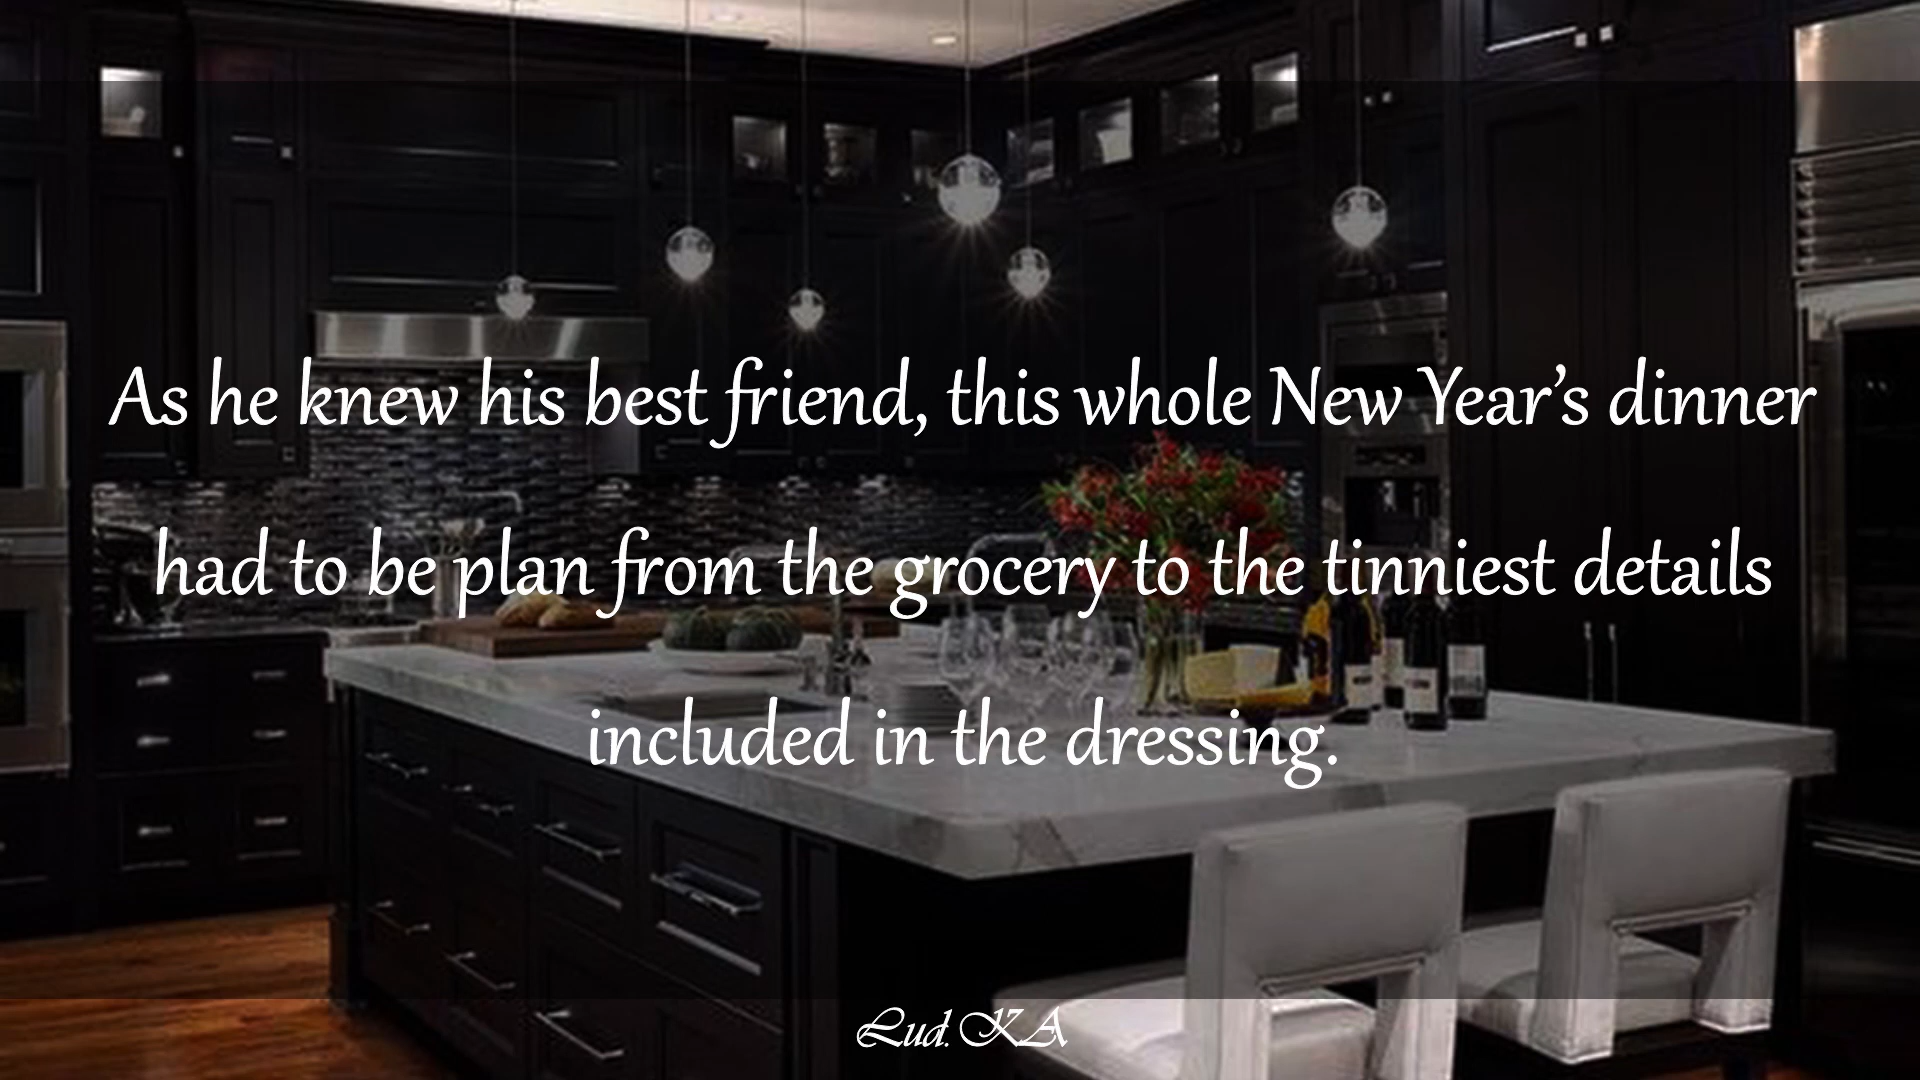 As he knew his best friend, this whole New Year’s dinner
had to be plan from the grocery to the tinniest details
included in the dressing.
Lud. KA